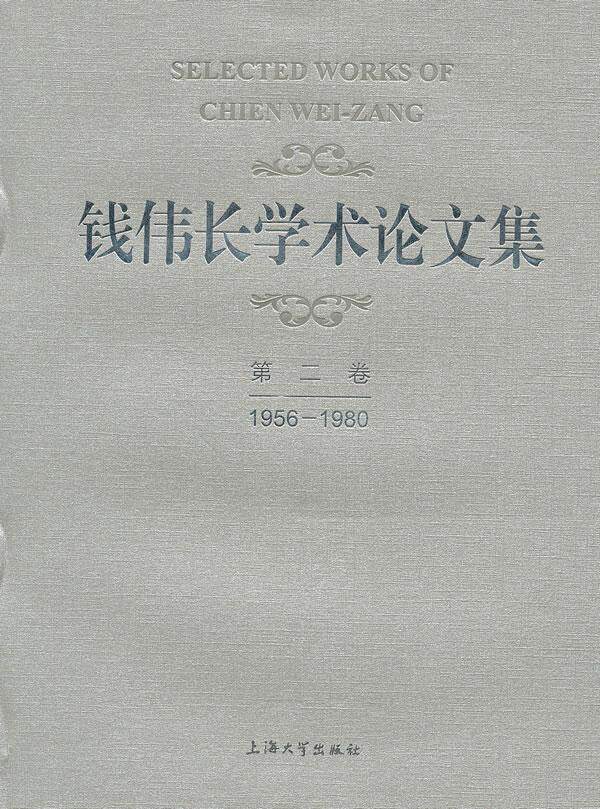 SELECTED WORKS OF
CHIEN WEI-ZANG
钱伟长学术论文集
第二卷
1956-1980
上海大学出版社